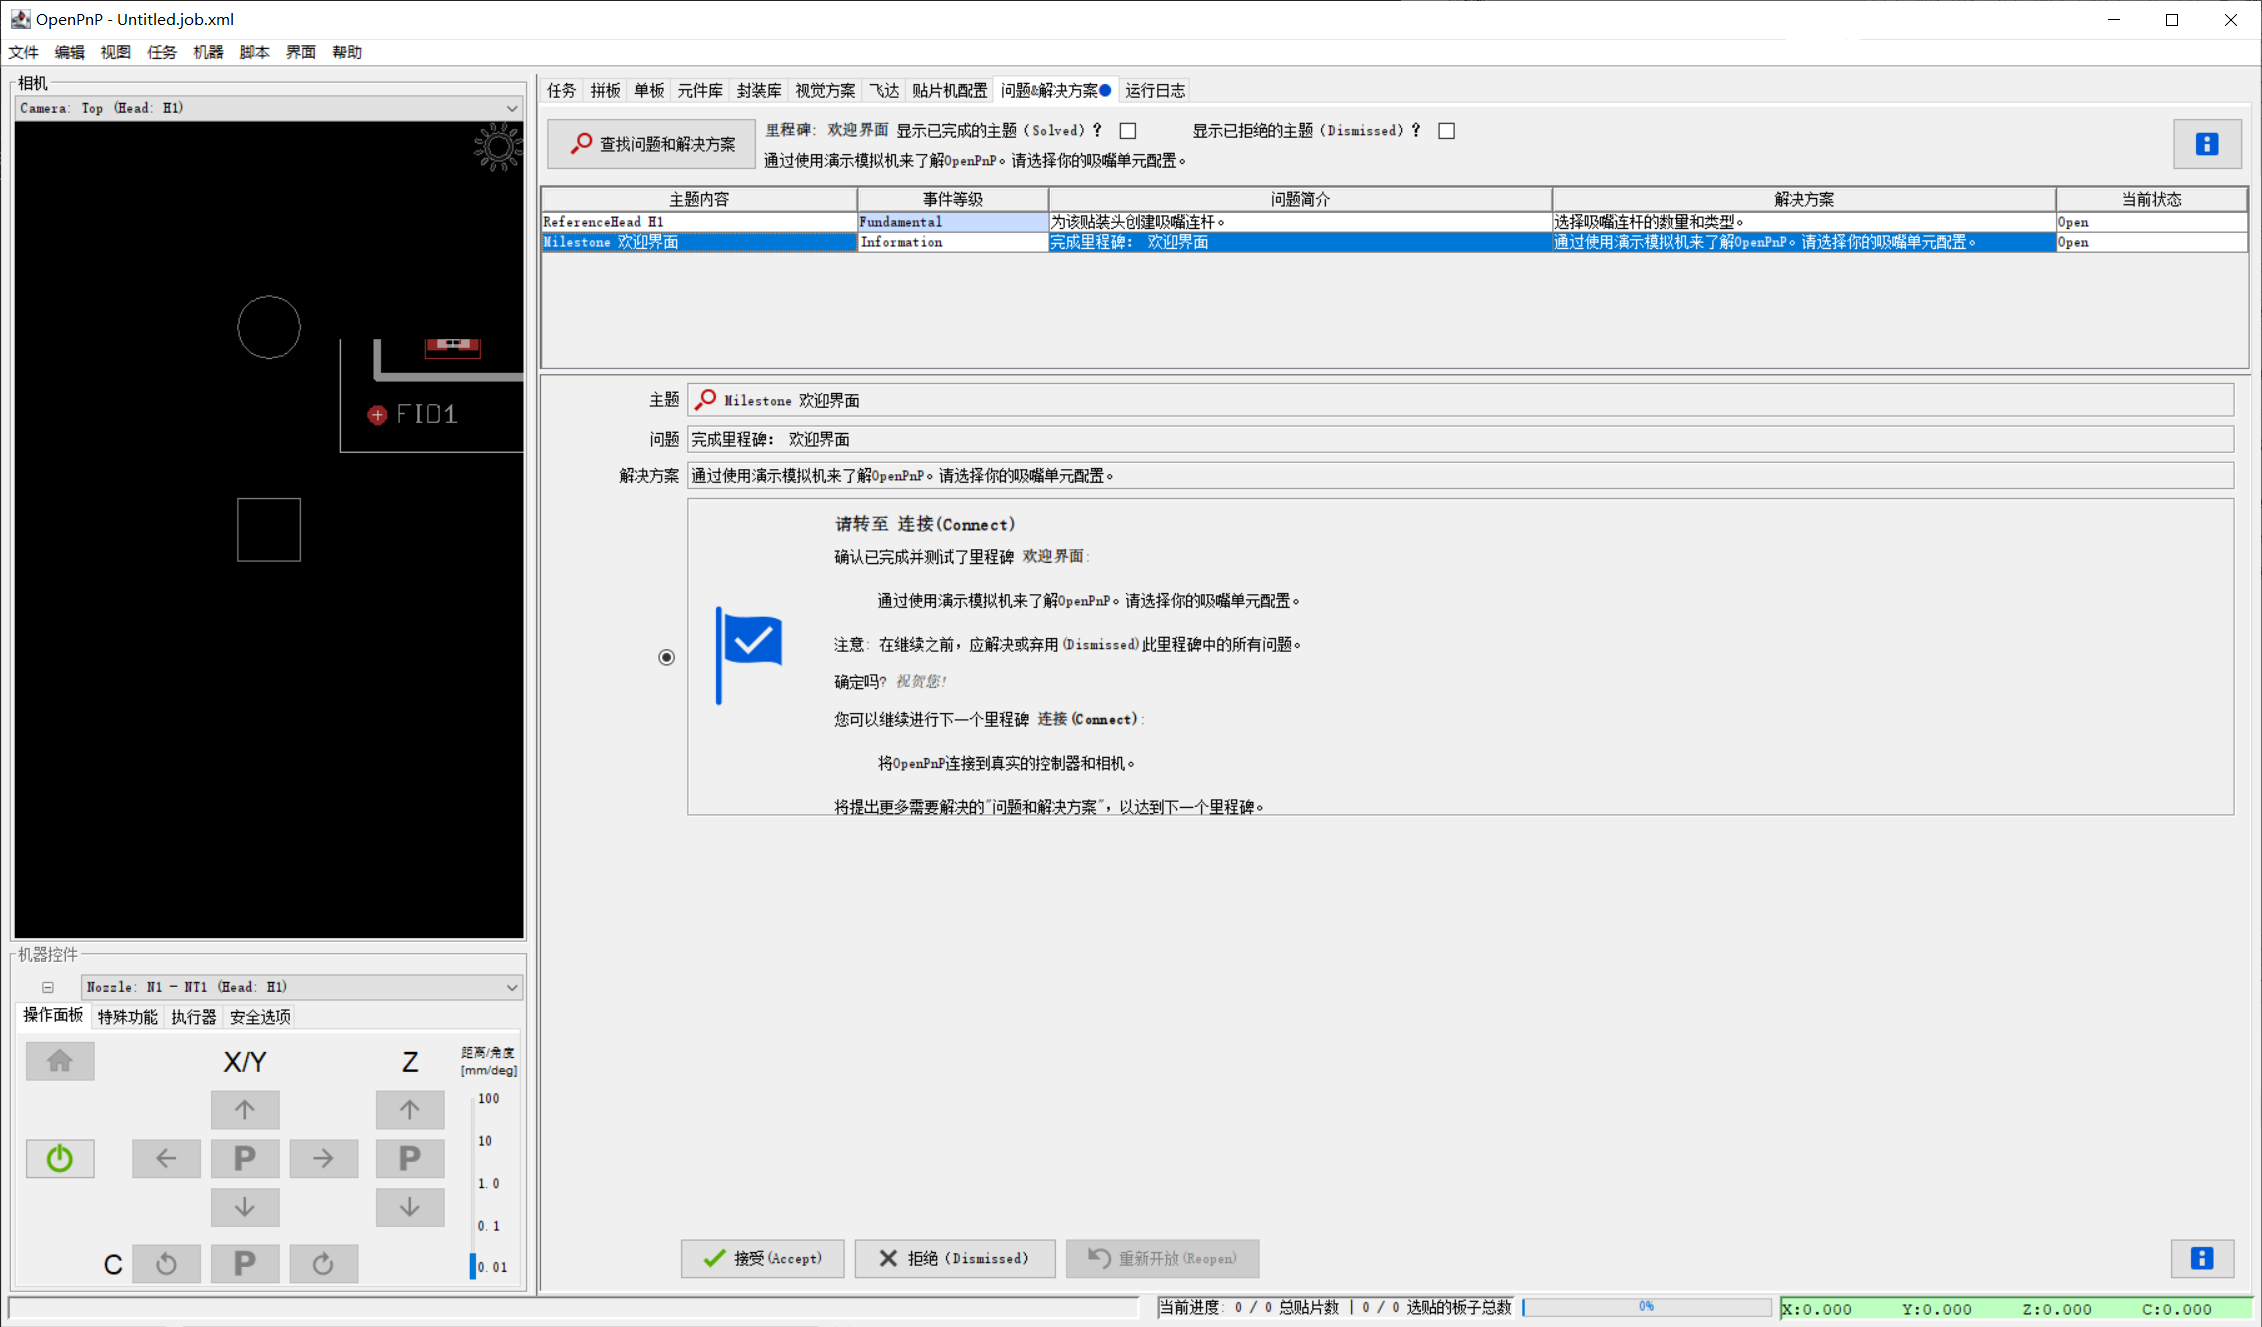 OpenPnP - Untitled.job.xml
文件 编辑 视图 任务 机器 脚本 界面 帮助
相机
Camera: Top (Head: H1)
FID1
机器控件
Nozzle: N1 - NT1 (Head: H1)
操作面板 特殊功能 执行器 安全选项
X/Y Z 距离/角度
[mm/deg]
100
10
P P
1.0
0.1
C P 0.01
任务 拼板 单板 元件库 封装库 视觉方案 飞达 贴片机配置 问题&解决方案 运行日志
查找问题和解决方案
里程碑: 欢迎界面 显示已完成的主题(Solved)? 显示已拒绝的主题(Dismissed)?
通过使用演示模拟机来了解OpenPnP。请选择你的吸嘴单元配置。
主题内容 事件等级 问题简介 解决方案 当前状态
ReferenceHead H1 Fundamental 为该贴装头创建吸嘴连杆。 选择吸嘴连杆的数量和类型。 Open
Milestone 欢迎界面 Information 完成里程碑: 欢迎界面 通过使用演示模拟机来了解OpenPnP。请选择你的吸嘴单元配置。 Open
主题 Milestone 欢迎界面
问题 完成里程碑: 欢迎界面
解决方案 通过使用演示模拟机来了解OpenPnP。请选择你的吸嘴单元配置。
请转至 连接(Connect)
确认已完成并测试了里程碑 欢迎界面:
通过使用演示模拟机来了解OpenPnP。请选择你的吸嘴单元配置。
注意: 在继续之前，应解决或弃用(Dismissed)此里程碑中的所有问题。
确定吗? 祝贺您!
您可以继续进行下一个里程碑 连接(Connect):
将OpenPnP连接到真实的控制器和相机。
将提出更多需要解决的"问题和解决方案"，以达到下一个里程碑。
接受(Accept) 拒绝(Dismissed) 重新开放(Reopen)
当前进度: 0 / 0 总贴片数 | 0 / 0 选贴的板子总数 0% X:0.000 Y:0.000 Z:0.000 C:0.000